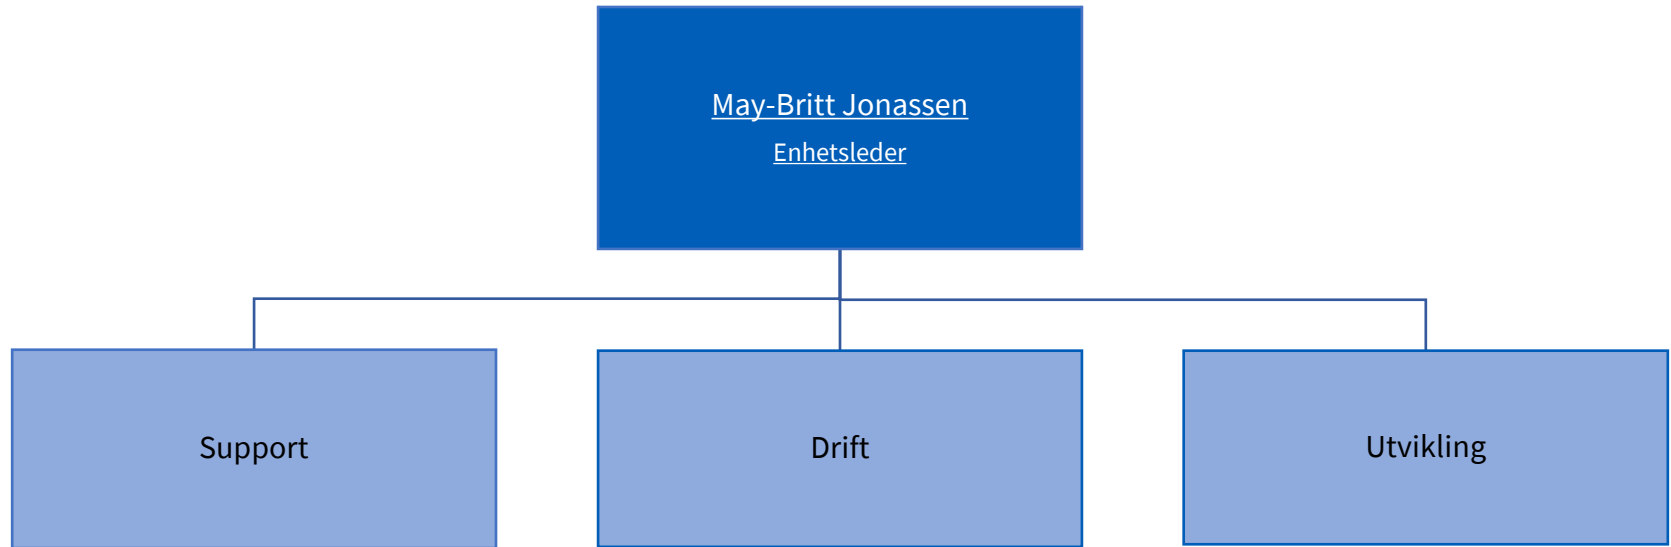 May-Britt Jonassen
Enhetsleder
Support
Drift
Utvikling